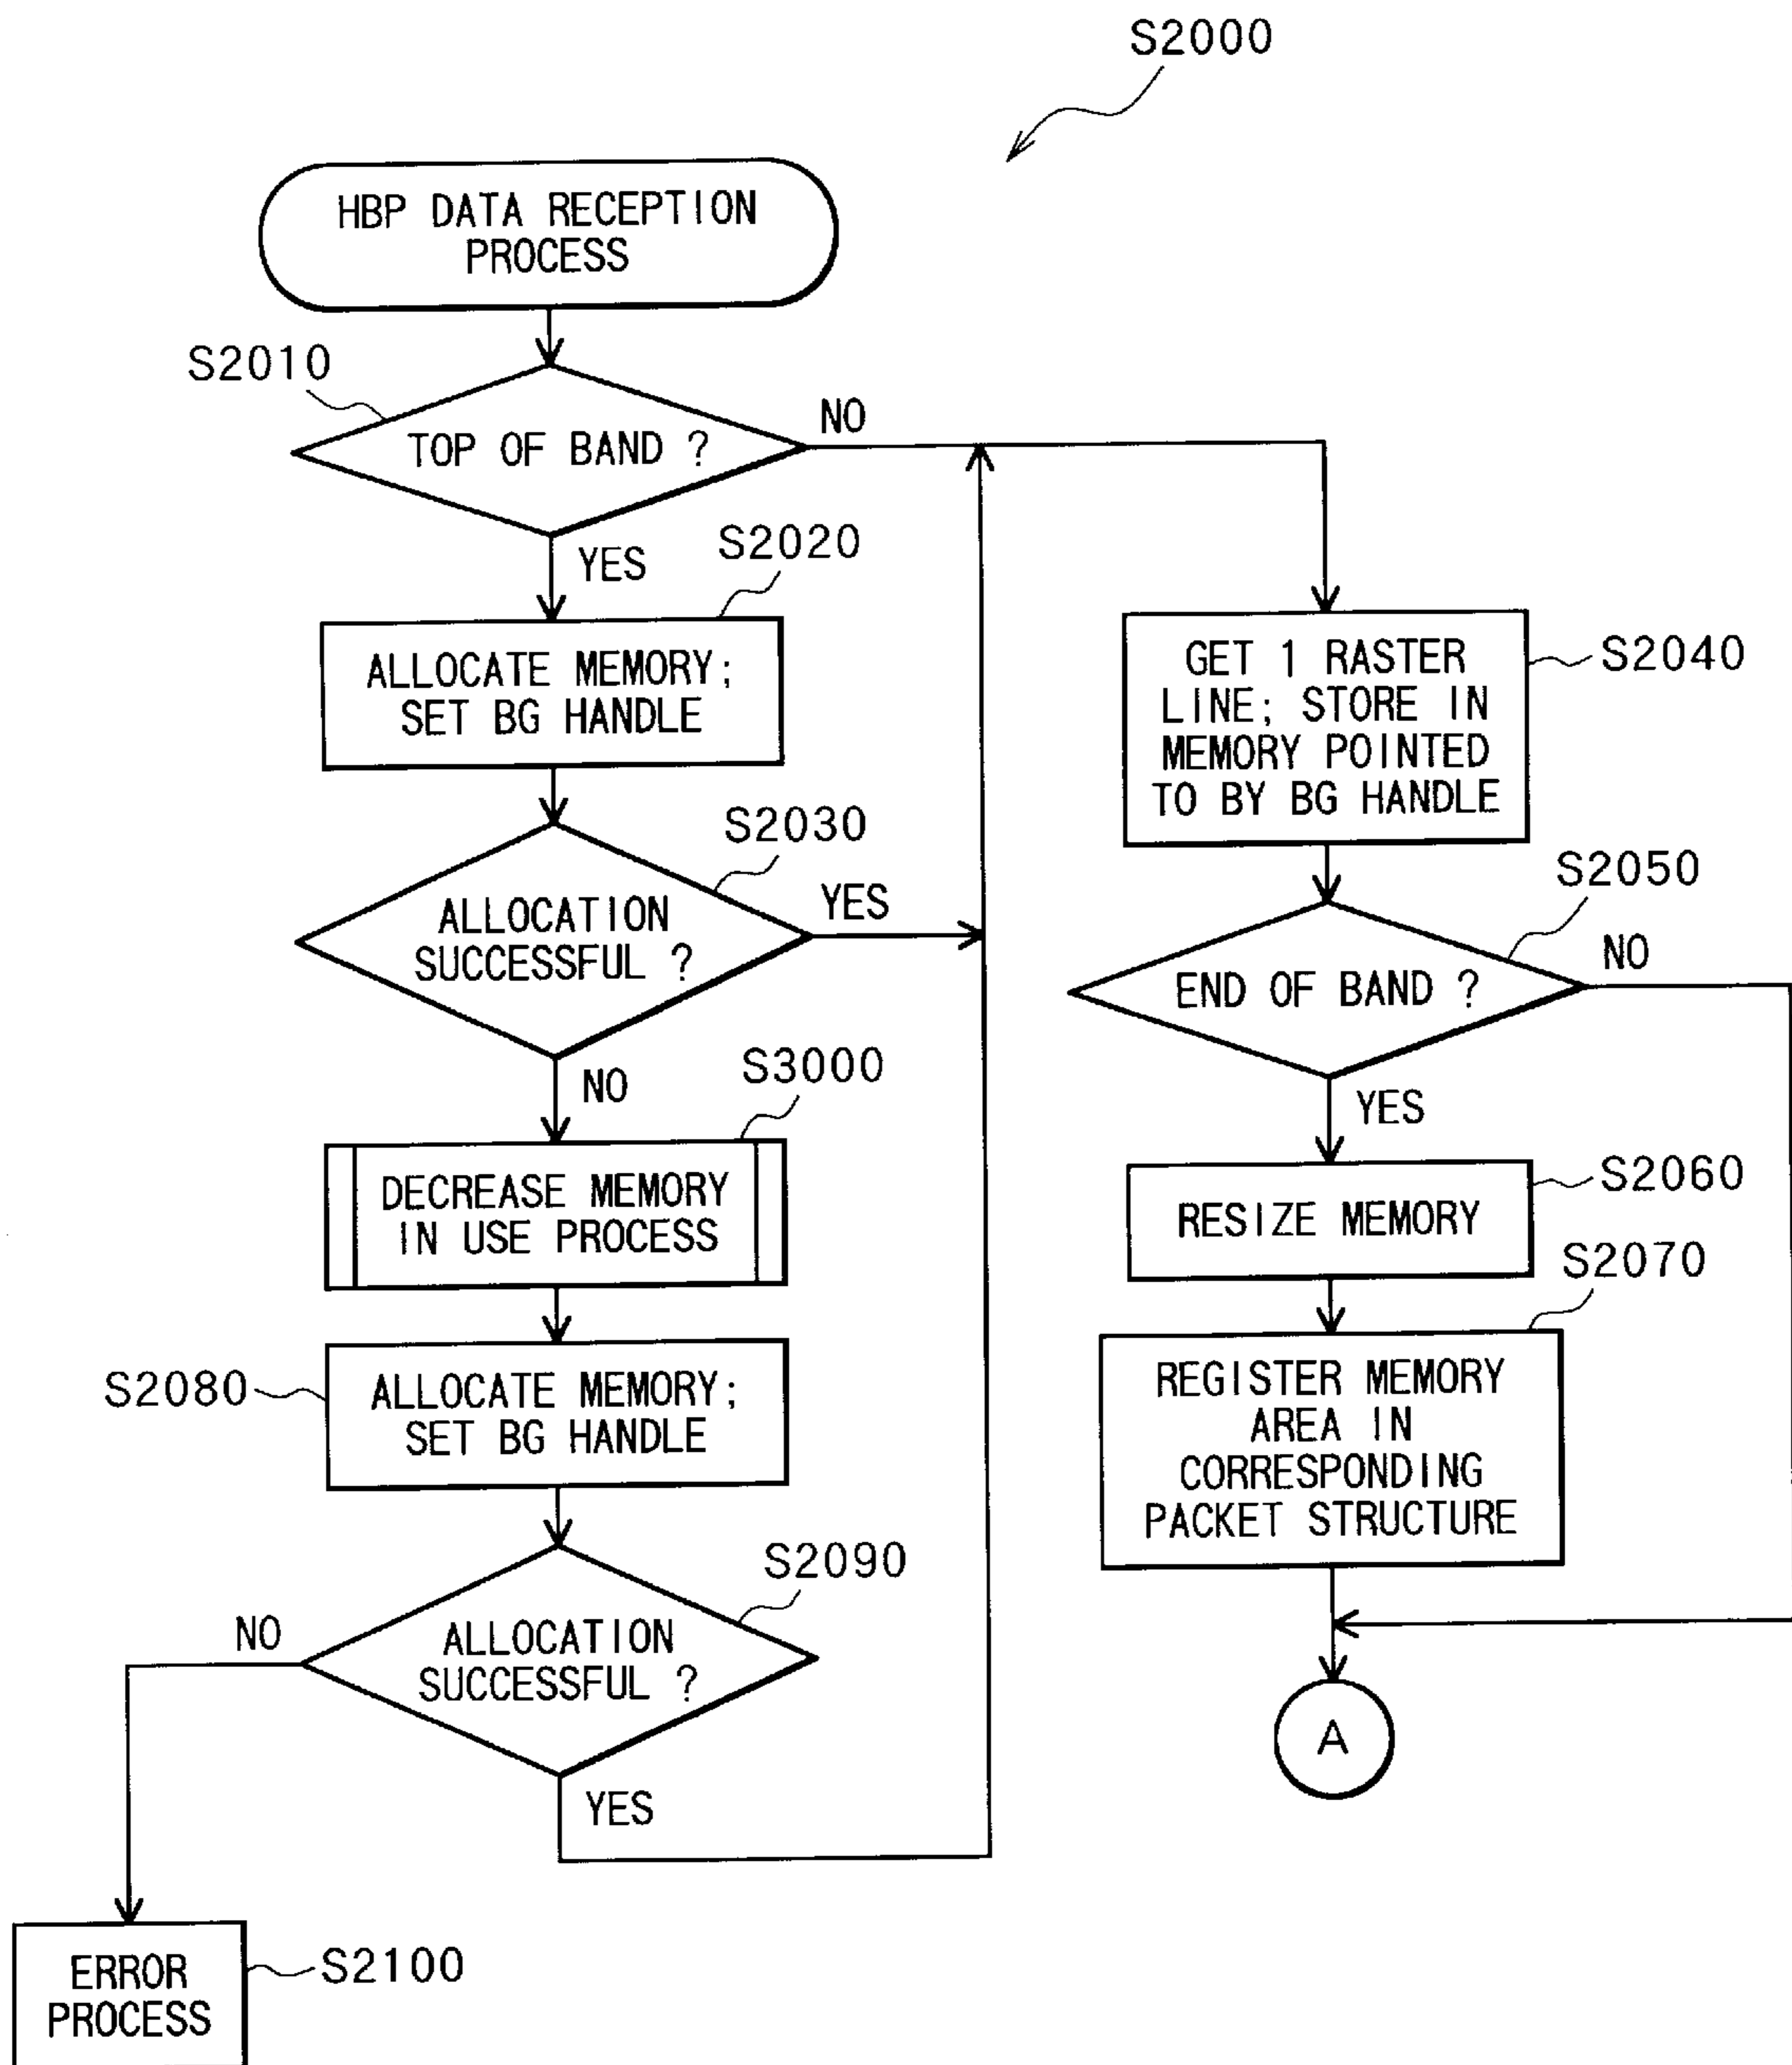 S2000
HBP DATA RECEPTION
PROCESS
S2010
TOP OF BAND ?
NO
YES
S2020
ALLOCATE MEMORY;
SET BG HANDLE
S2030
ALLOCATION
SUCCESSFUL ?
YES
NO
S3000
DECREASE MEMORY
IN USE PROCESS
S2080
ALLOCATE MEMORY;
SET BG HANDLE
S2090
ALLOCATION
SUCCESSFUL ?
NO
YES
ERROR
PROCESS
S2100
GET 1 RASTER
LINE; STORE IN
MEMORY POINTED
TO BY BG HANDLE
S2040
S2050
END OF BAND ?
NO
YES
S2060
RESIZE MEMORY
S2070
REGISTER MEMORY
AREA IN
CORRESPONDING
PACKET STRUCTURE
A